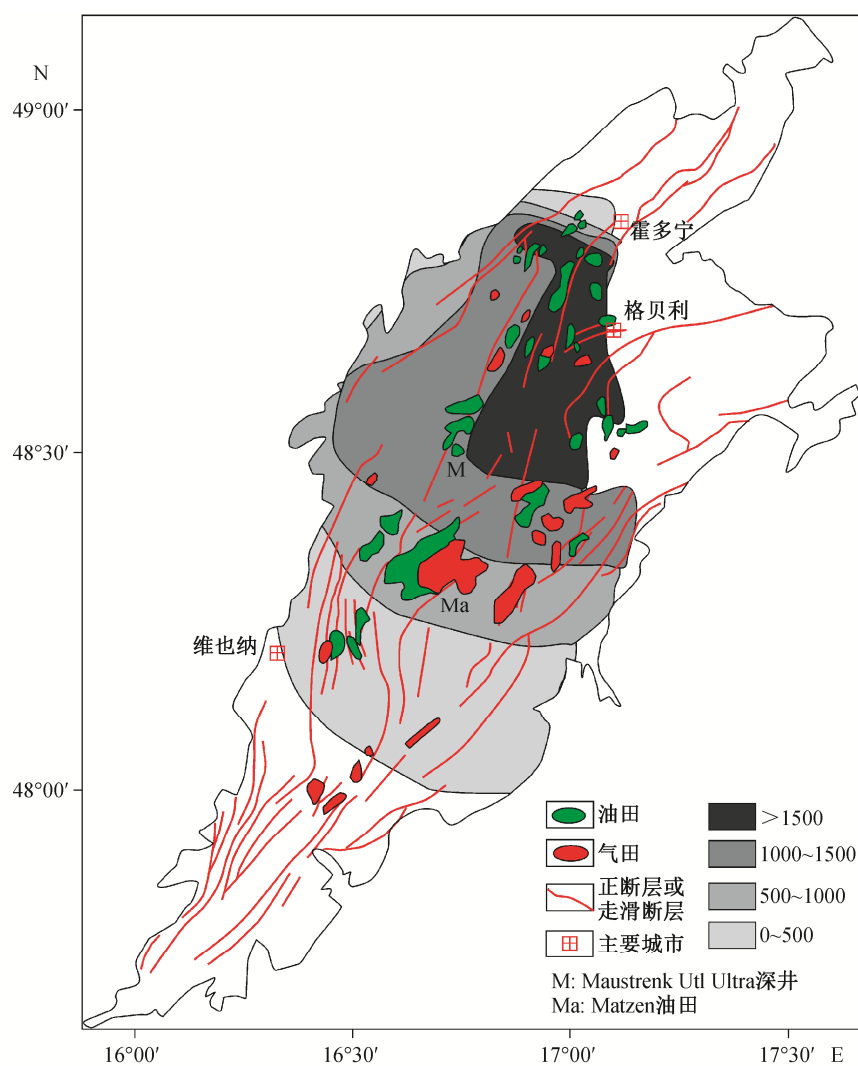 N
49°00′
霍多宁
格贝利
48°30′
M
Ma
维也纳
48°00′
油田
气田
正断层或
走滑断层
主要城市
>1500
1000~1500
500~1000
0~500
M: Maustrenk Utl Ultra深井
Ma: Matzen油田
16°00′
16°30′
17°00′
17°30′
E